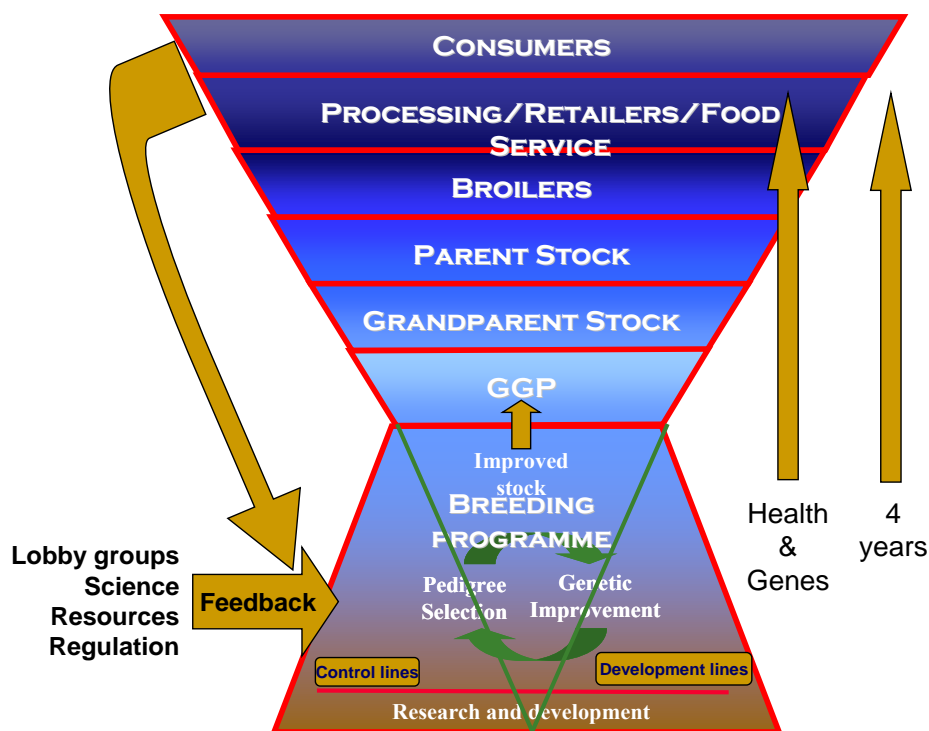 CONSUMERS
PROCESSING/RETAILERS/FOOD
SERVICE
BROILERS
PARENT STOCK
GRANDPARENT STOCK
GGP
Improved
stock
BREEDING
PROGRAMME
Pedigree
Selection
Genetic
Improvement
Control lines
Development lines
Research and development
Lobby groups
Science
Resources
Regulation
Feedback
Health
&
Genes
4
years